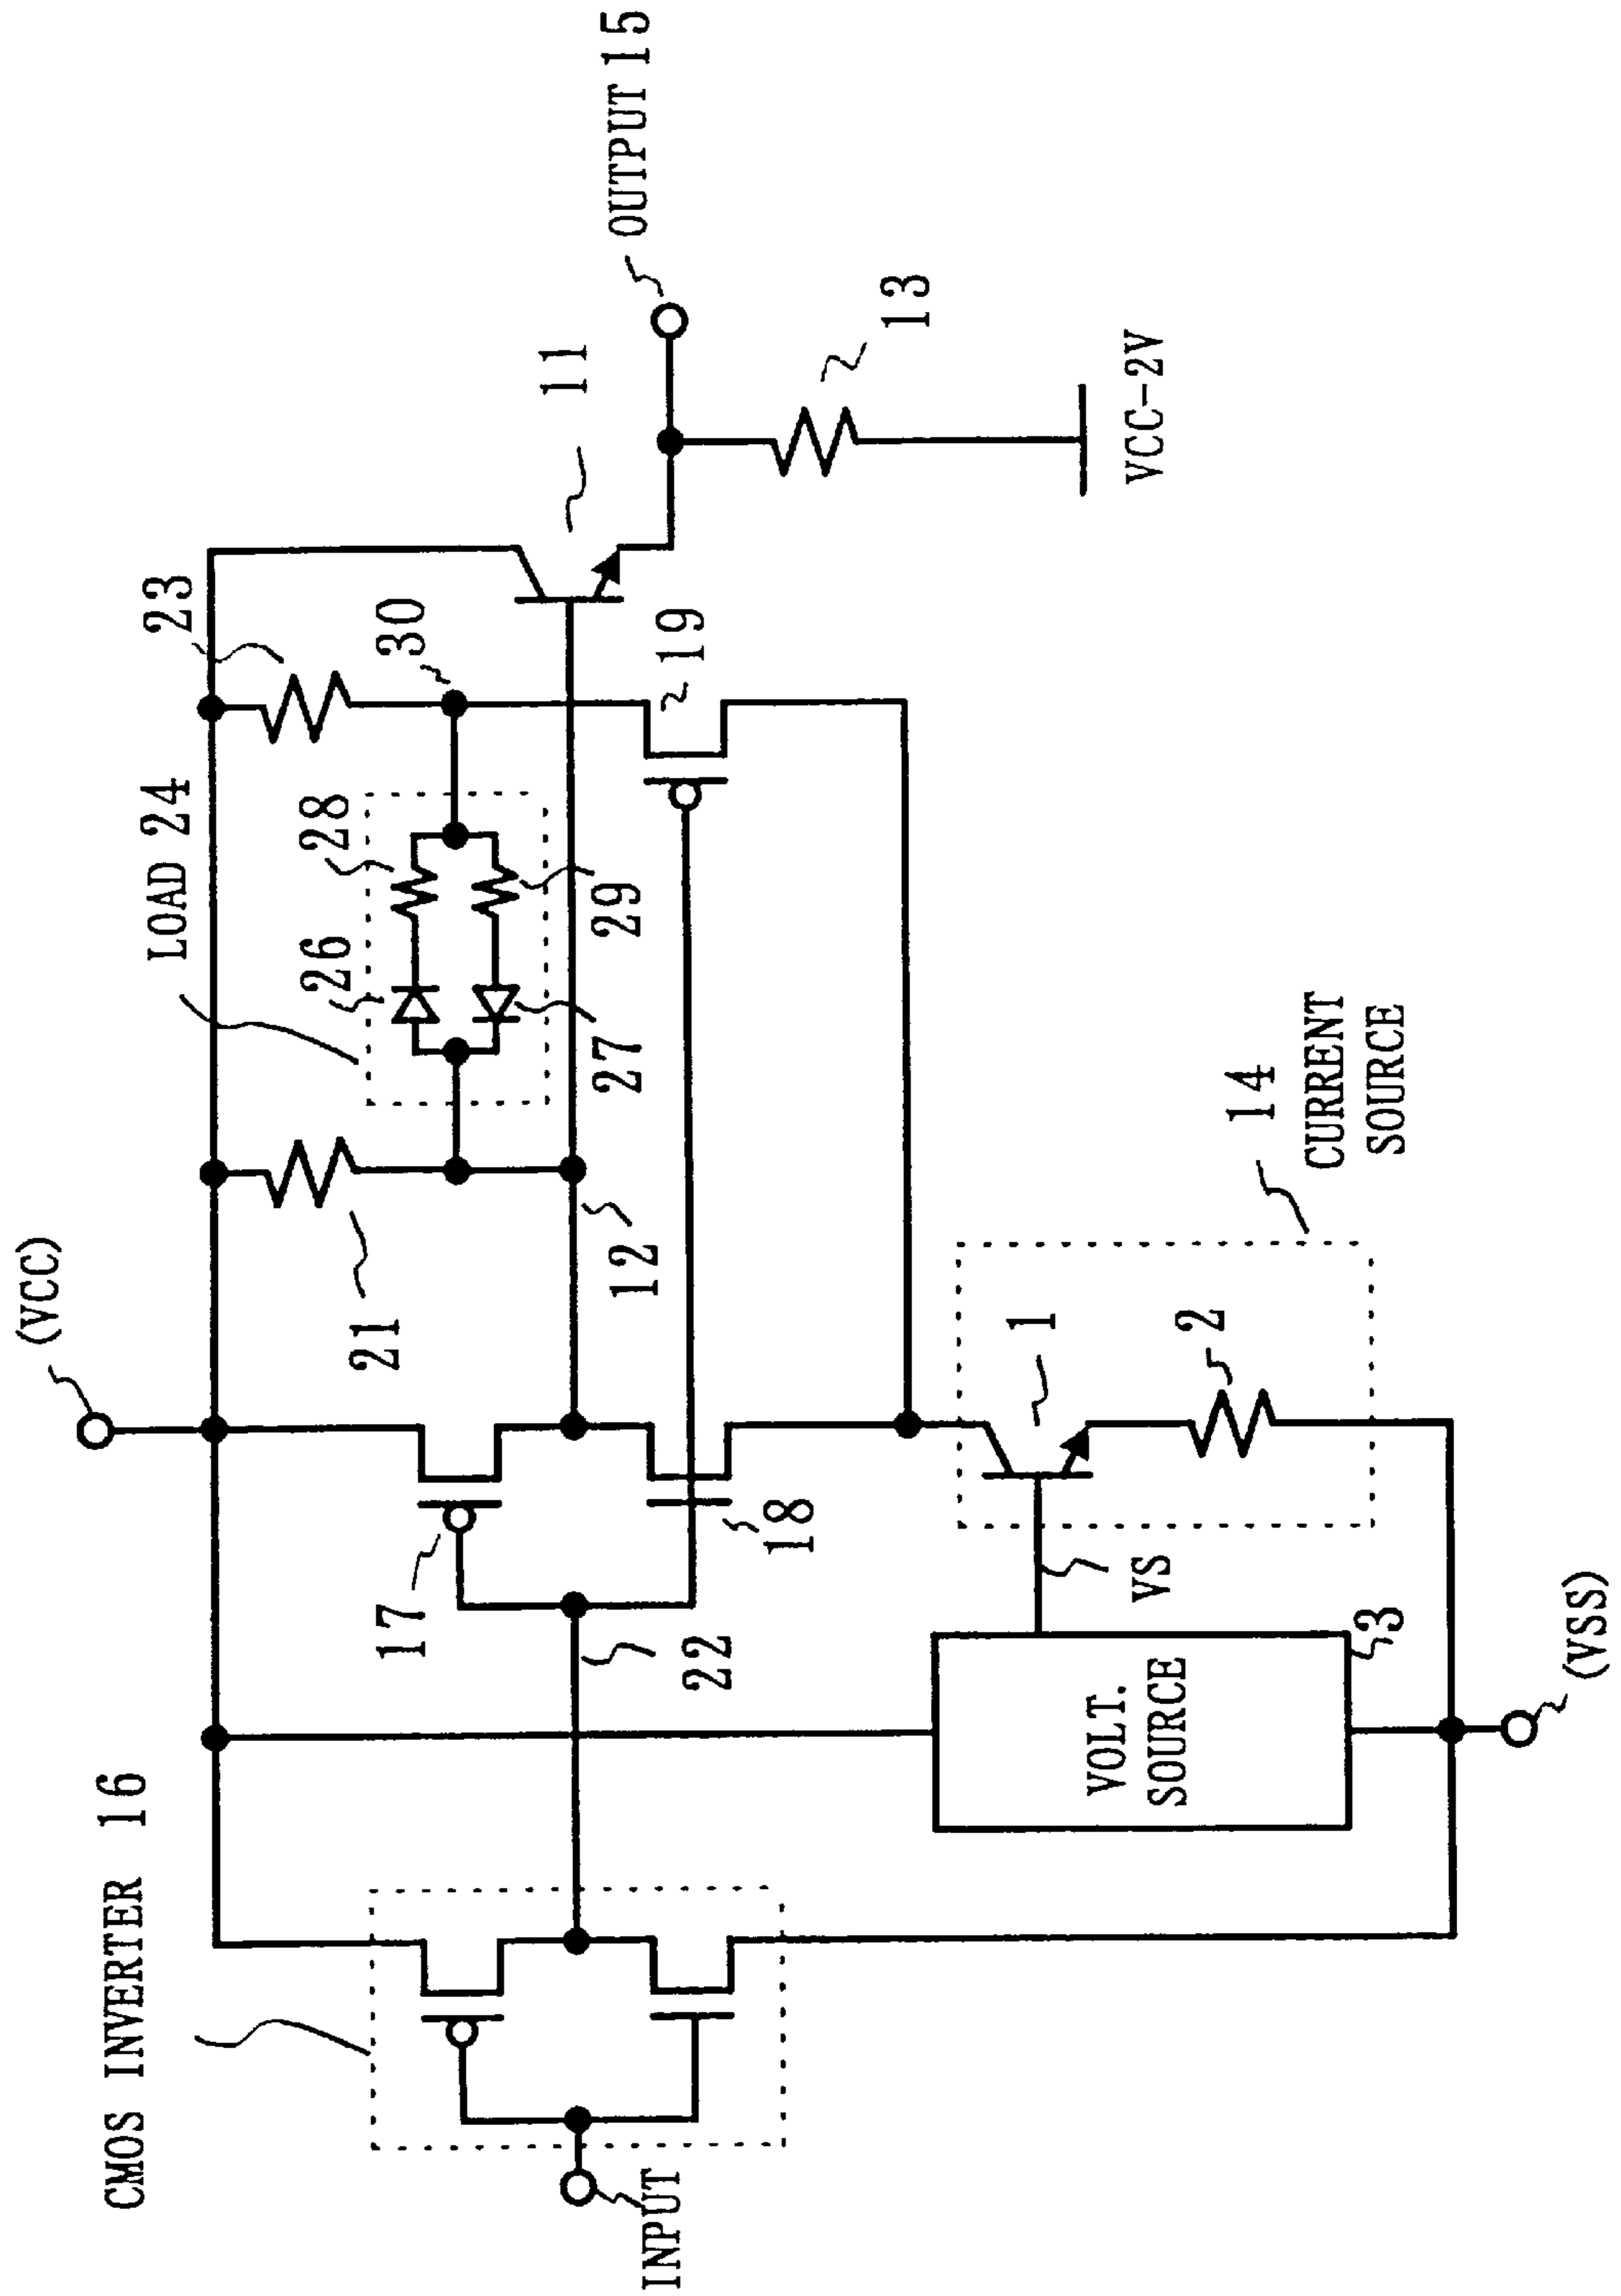 CMOS INVERTER 16
(VCC)
LOAD 24
23
21
26
28
30
17
12
27
29
19
11
OUTPUT 15
INPUT
22
18
13
VOLT.
SOURCE
VS
1
2
14
CURRENT
SOURCE
VCC-2V
3
(VSS)